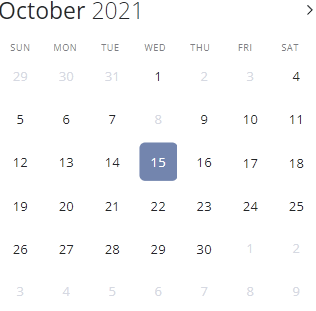 October 2021
SUN MON TUE WED THU FRI SAT
29 30 31 1 2 3 4
5 6 7 8 9 10 11
12 13 14 15 16 17 18
19 20 21 22 23 24 25
26 27 28 29 30 1 2
3 4 5 6 7 8 9